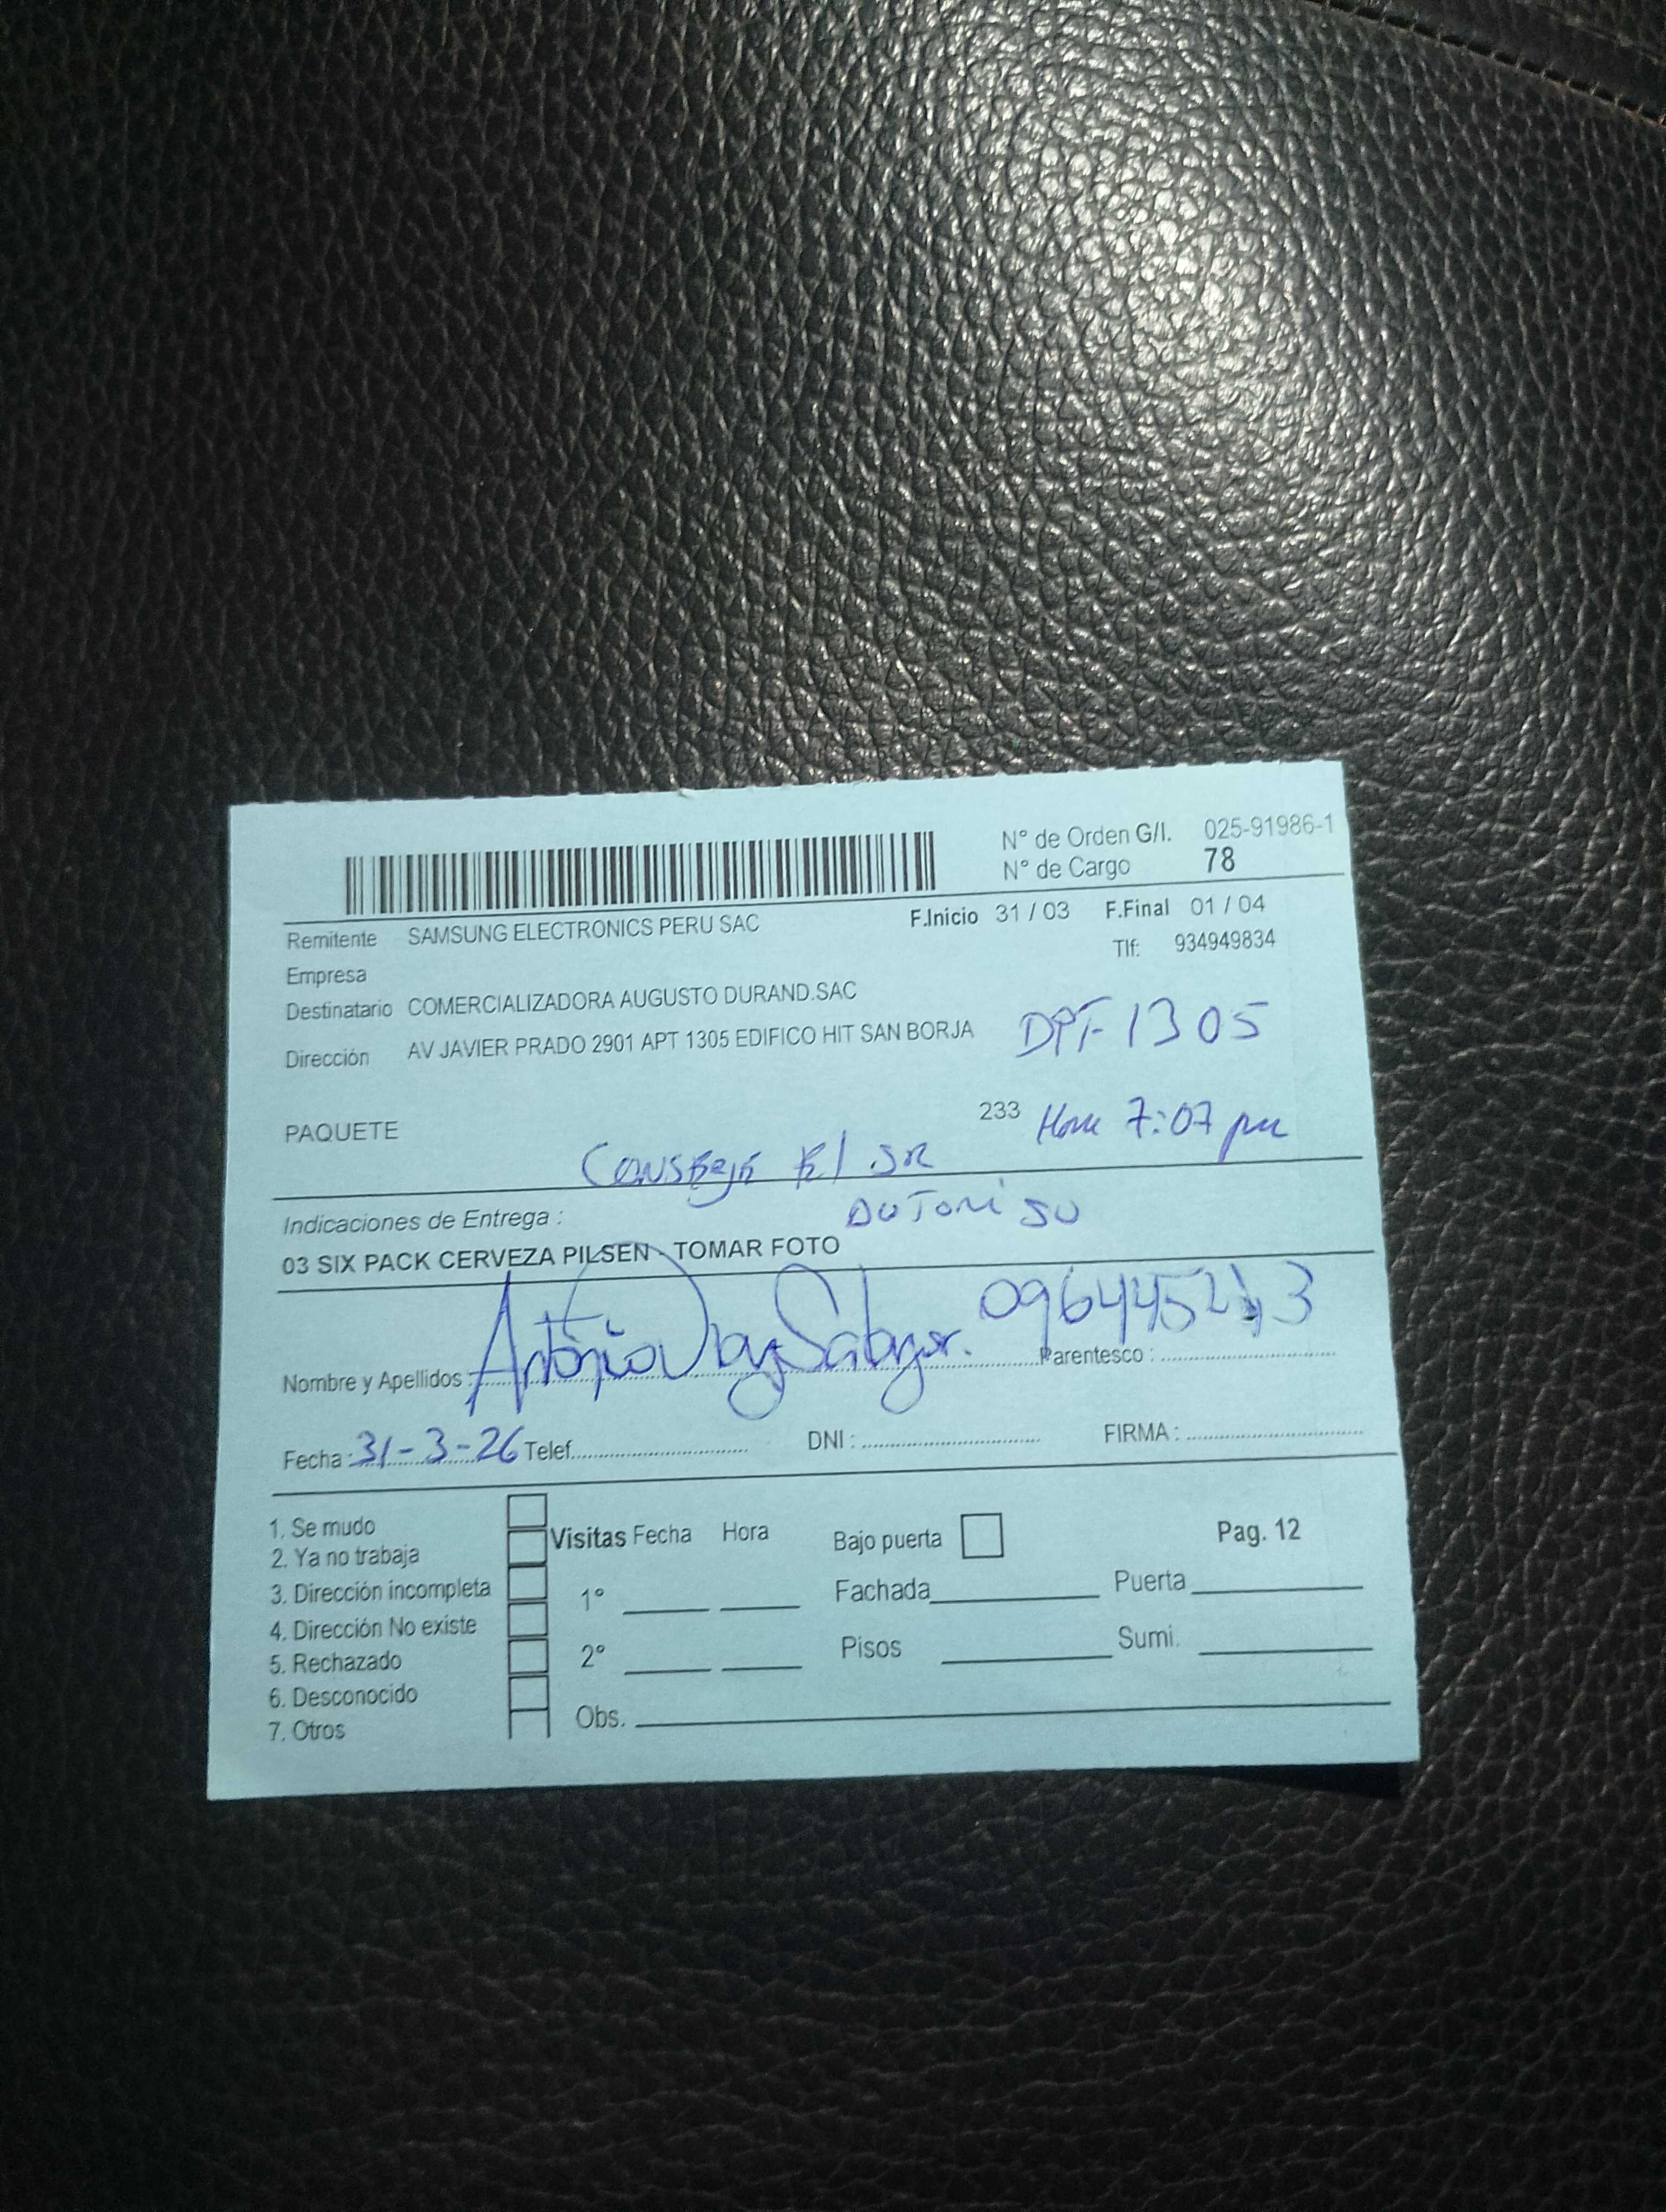 N° de Orden G/I. 025-91986-1
N° de Cargo 78
Remitente SAMSUNG ELECTRONICS PERU SAC F.Inicio 31 / 03 F.Final 01 / 04
Tlf: 934949834
Empresa
Destinatario COMERCIALIZADORA AUGUSTO DURAND.SAC
Dirección AV JAVIER PRADO 2901 APT 1305 EDIFICO HIT SAN BORJA DPT-1305
PAQUETE 233 Hora 7:07 pm
El SR
Indicaciones de Entrega :
03 SIX PACK CERVEZA PILSEN - TOMAR FOTO
Nombre y Apellidos : Antonio Salazar. Parentesco :
Fecha : 31-3-26 Telef. DNI : FIRMA :
1. Se mudo
2. Ya no trabaja
3. Dirección incompleta
4. Dirección No existe
5. Rechazado
6. Desconocido
7. Otros
Visitas Fecha Hora
1°
2°
Obs.
Bajo puerta Pag. 12
Fachada Puerta
Pisos Sumi.